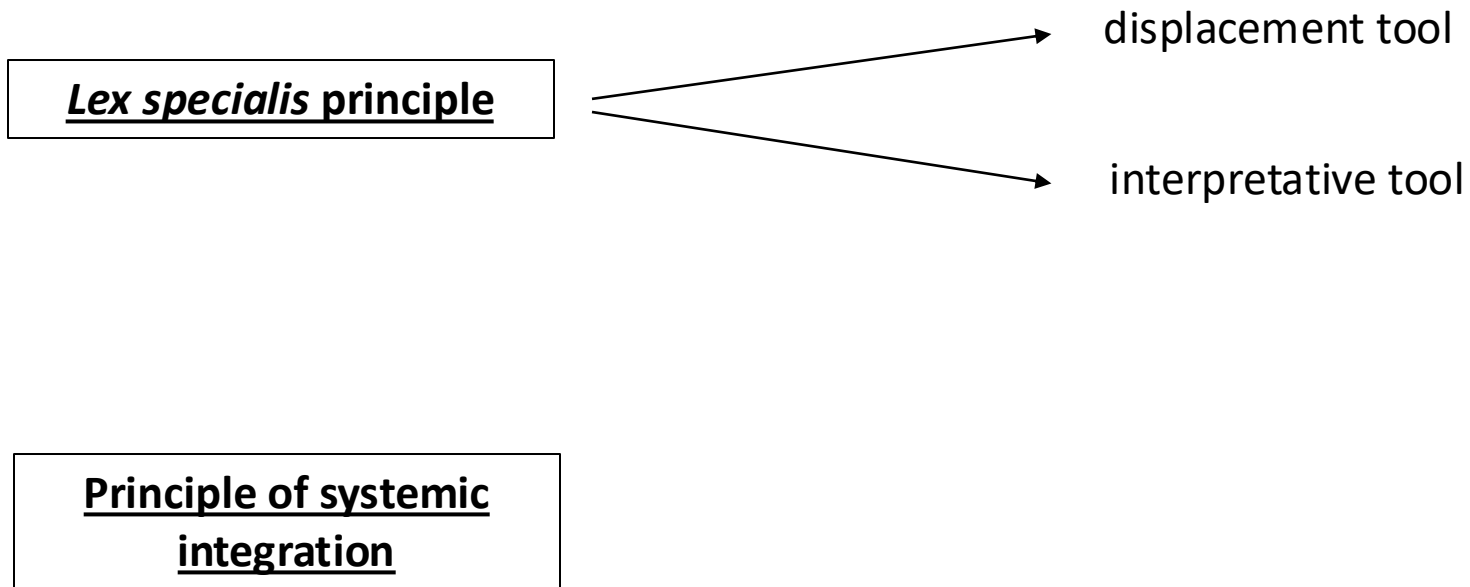 displacement tool
Lex specialis principle
interpretative tool
Principle of systemic
integration